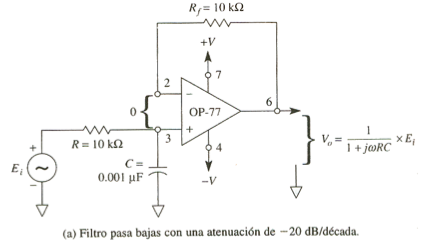 R_f = 10 kΩ
+V
2
7
−
0
OP-77
6
+
3
4
R = 10 kΩ
C =
0.001 µF
−V
+
E_i
−
V_o = 1 / (1 + jωRC) × E_i
(a) Filtro pasa bajas con una atenuación de −20 dB/década.